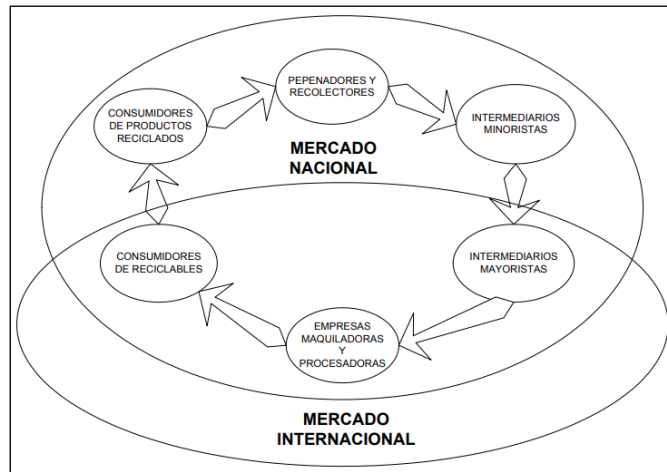 PEPENADORES Y
RECOLECTORES
CONSUMIDORES
DE PRODUCTOS
RECICLADOS
INTERMEDIARIOS
MINORISTAS
MERCADO
NACIONAL
CONSUMIDORES
DE RECICLABLES
INTERMEDIARIOS
MAYORISTAS
EMPRESAS
MAQUILADORAS
Y
PROCESADORAS
MERCADO
INTERNACIONAL